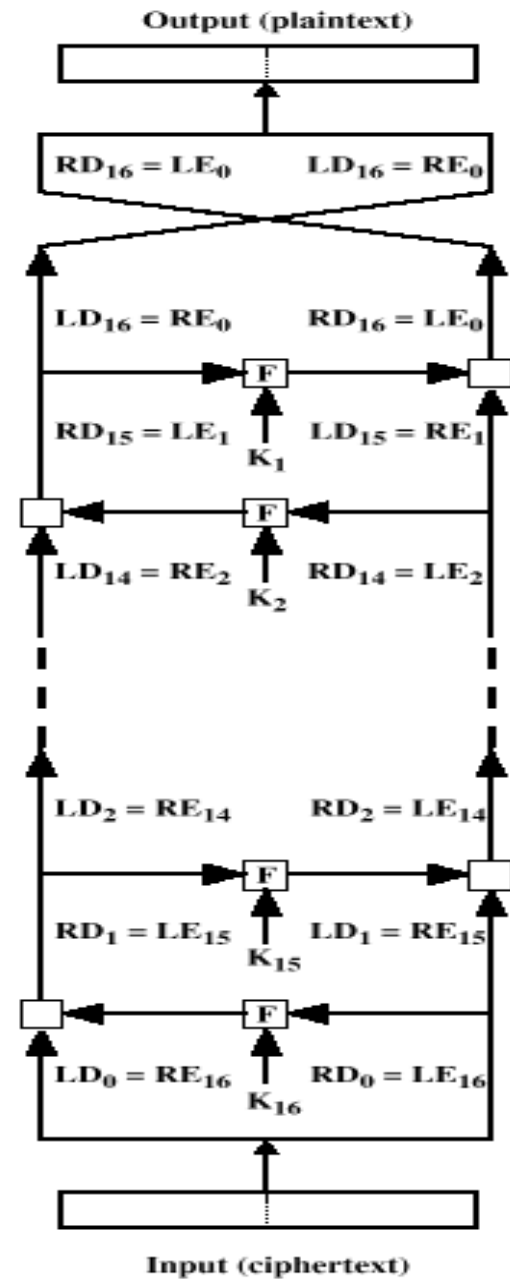 Output (plaintext)
RD₁₆ = LE₀ LD₁₆ = RE₀
LD₁₆ = RE₀ RD₁₆ = LE₀
F
RD₁₅ = LE₁ LD₁₅ = RE₁
K₁
F
LD₁₄ = RE₂ RD₁₄ = LE₂
K₂
LD₂ = RE₁₄ RD₂ = LE₁₄
F
RD₁ = LE₁₅ LD₁ = RE₁₅
K₁₅
F
LD₀ = RE₁₆ RD₀ = LE₁₆
K₁₆
Input (ciphertext)